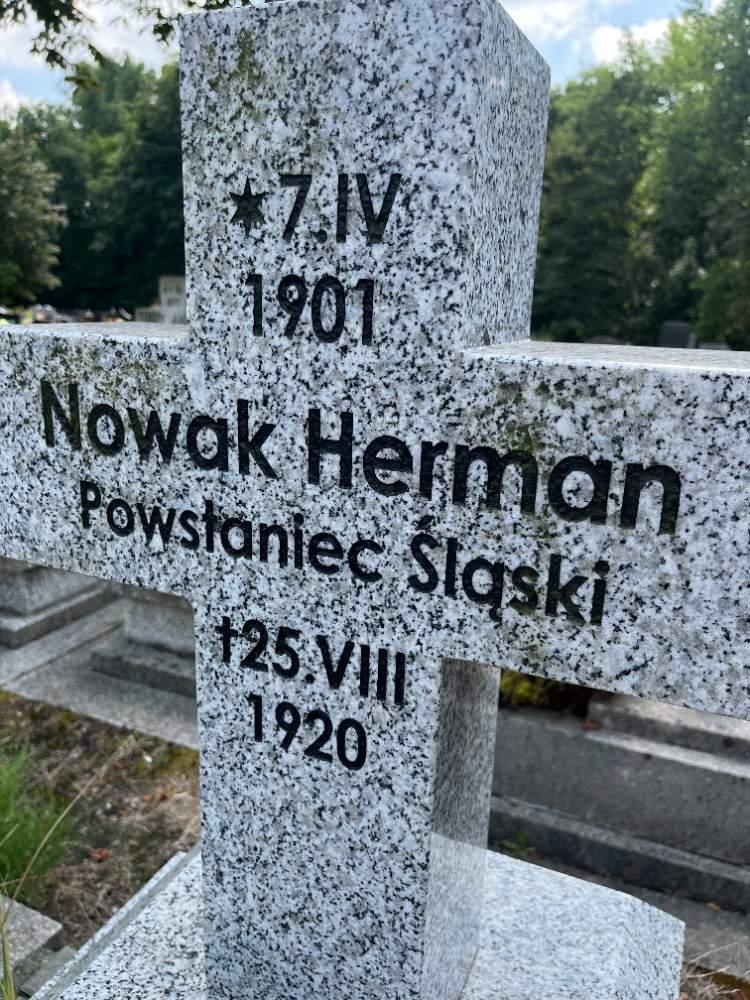 ✶7.IV
1901
Nowak Herman
Powstaniec Śląski
†25.VIII
1920